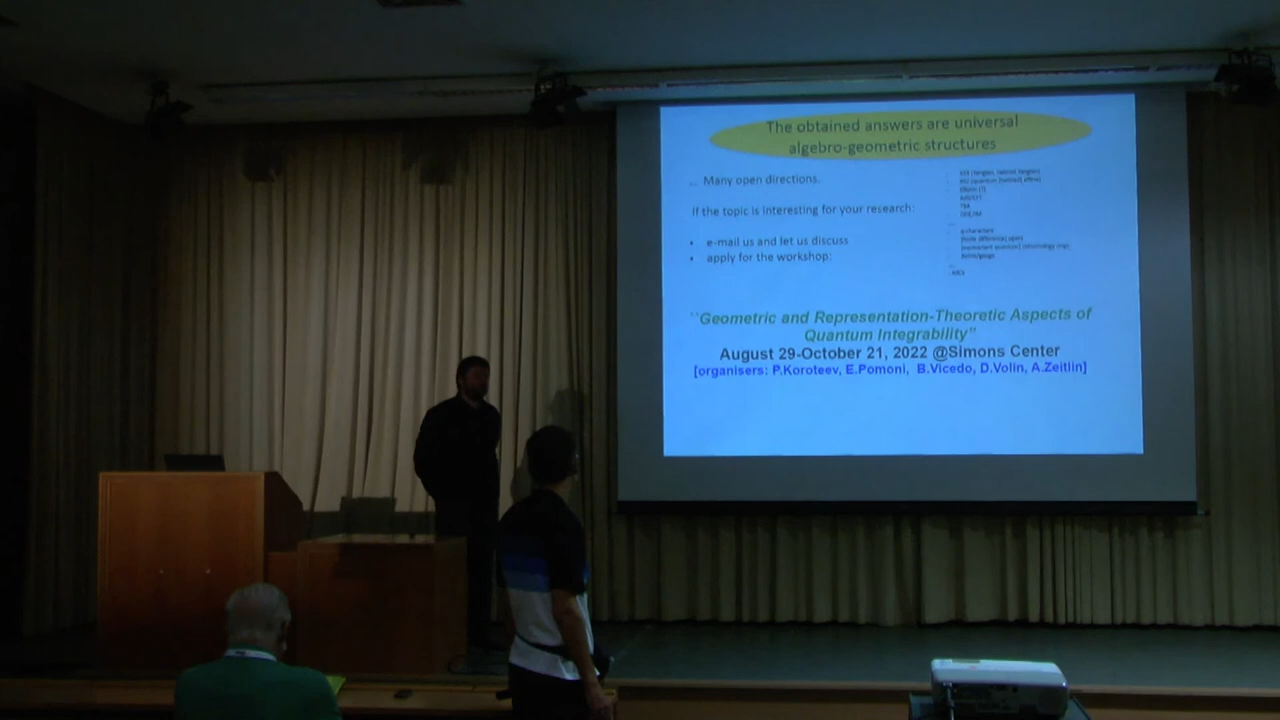 The obtained answers are universal
algebro-geometric structures
Many open directions.
If the topic is interesting for your research:
• e-mail us and let us discuss
• apply for the workshop:
``Geometric and Representation-Theoretic Aspects of
Quantum Integrability"
August 29-October 21, 2022 @Simons Center
[organisers: P.Koroteev, E.Pomoni, B.Vicedo, D.Volin, A.Zeitlin]